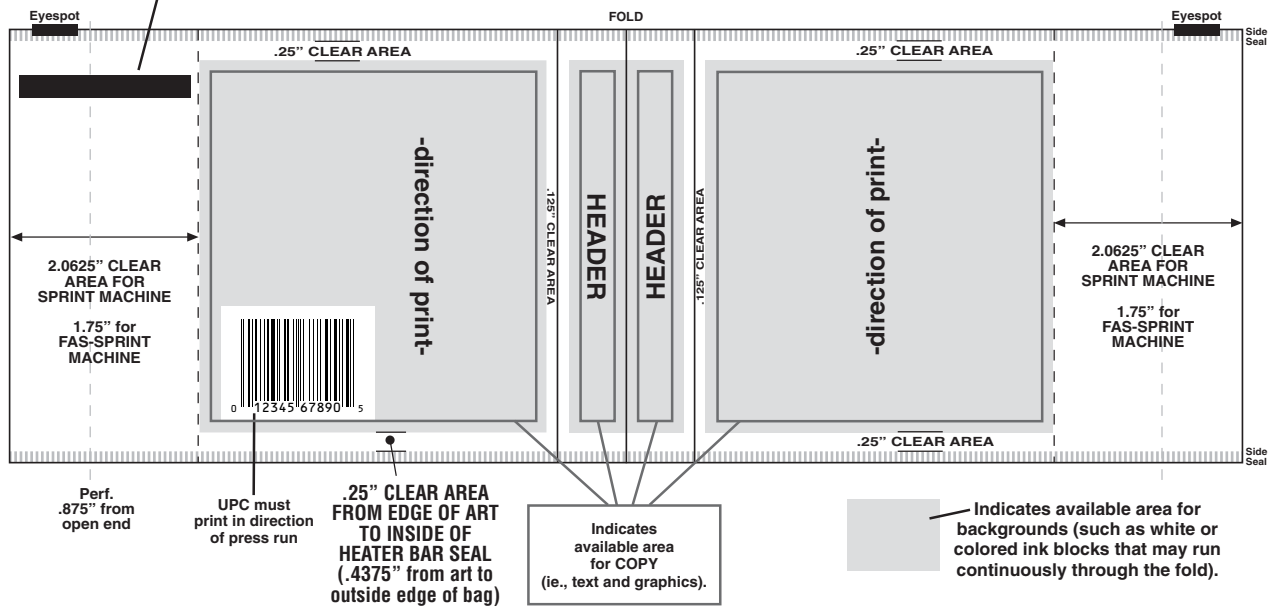 Eyespot
FOLD
Eyespot
Side
Seal
.25” CLEAR AREA
.25” CLEAR AREA
-direction of print-
.125” CLEAR AREA
HEADER
HEADER
.125” CLEAR AREA
-direction of print-
2.0625” CLEAR
AREA FOR
SPRINT MACHINE
1.75” for
FAS-SPRINT
MACHINE
2.0625” CLEAR
AREA FOR
SPRINT MACHINE
1.75” for
FAS-SPRINT
MACHINE
0 12345 67890 5
.25” CLEAR AREA
Side
Seal
Perf.
.875” from
open end
UPC must
print in direction
of press run
.25” CLEAR AREA
FROM EDGE OF ART
TO INSIDE OF
HEATER BAR SEAL
(.4375” from art to
outside edge of bag)
Indicates
available area
for COPY
(ie., text and graphics).
Indicates available area for
backgrounds (such as white or
colored ink blocks that may run
continuously through the fold).